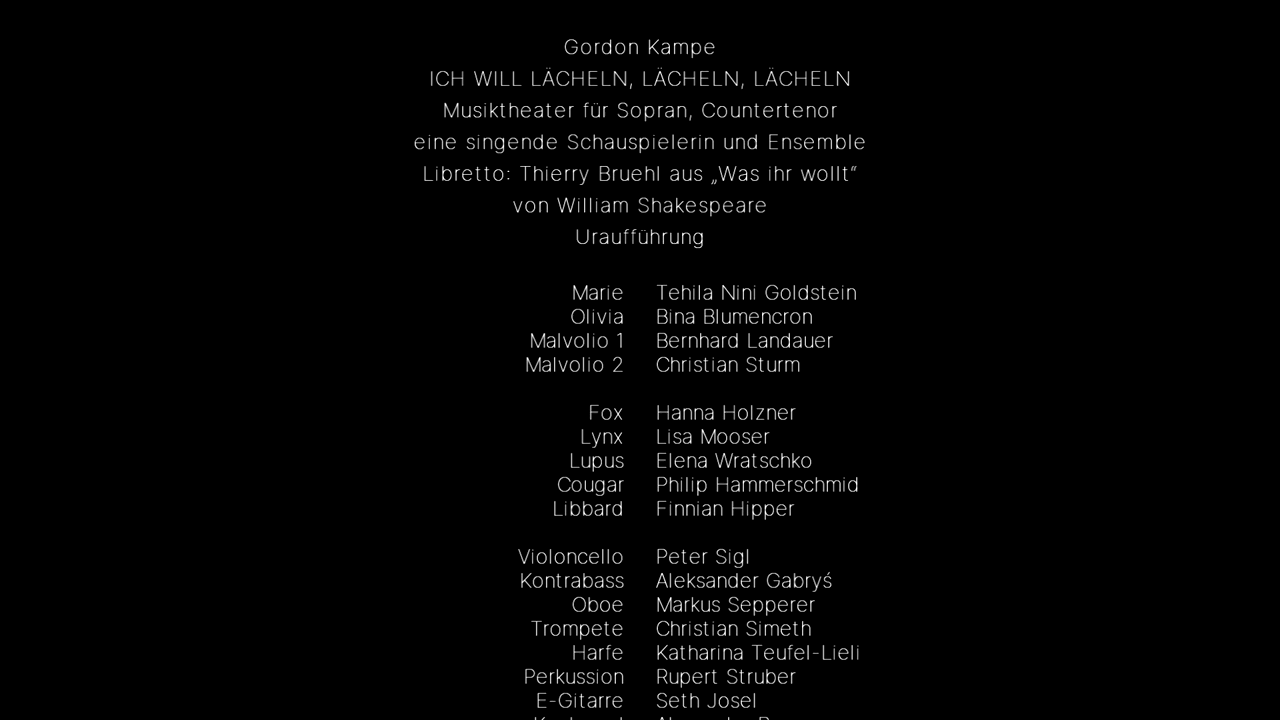 Gordon Kampe
ICH WILL LÄCHELN, LÄCHELN, LÄCHELN
Musiktheater für Sopran, Countertenor
eine singende Schauspielerin und Ensemble
Libretto: Thierry Bruehl aus „Was ihr wollt“
von William Shakespeare
Uraufführung
Marie Tehila Nini Goldstein
Olivia Bina Blumencron
Malvolio 1 Bernhard Landauer
Malvolio 2 Christian Sturm
Fox Hanna Holzner
Lynx Lisa Mooser
Lupus Elena Wratschko
Cougar Philip Hammerschmid
Libbard Finnian Hipper
Violoncello Peter Sigl
Kontrabass Aleksander Gabryś
Oboe Markus Sepperer
Trompete Christian Simeth
Harfe Katharina Teufel-Lieli
Perkussion Rupert Struber
E-Gitarre Seth Josel